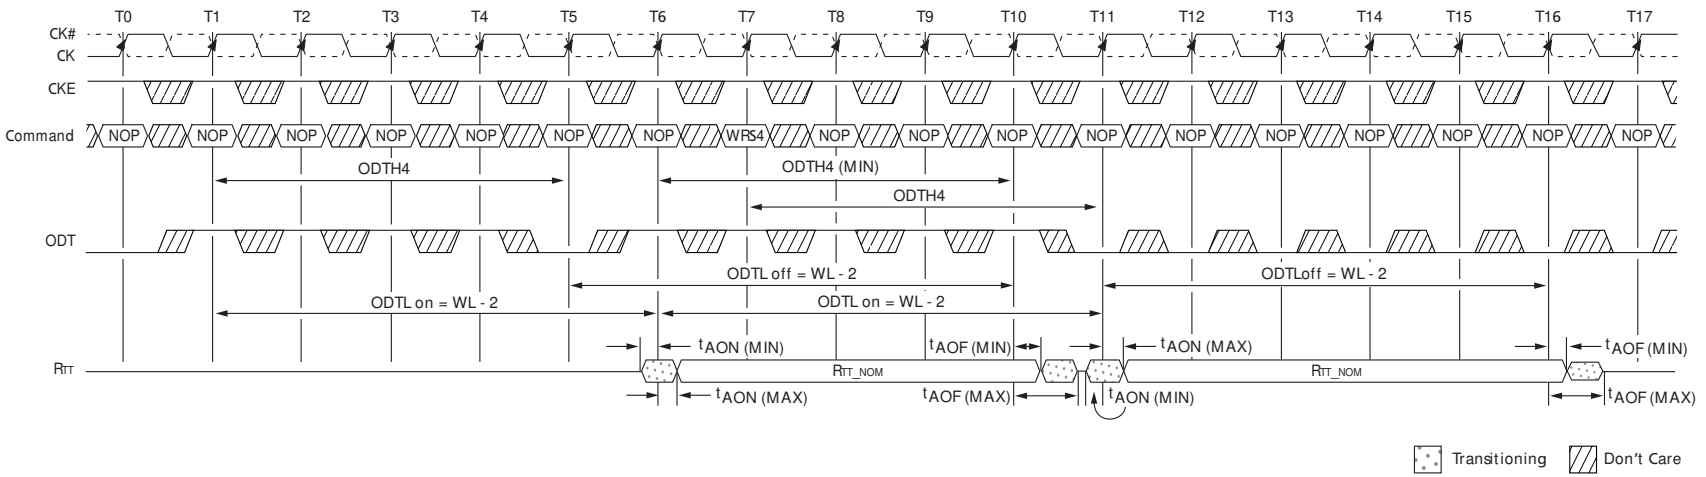 T0 T1 T2 T3 T4 T5 T6 T7 T8 T9 T10 T11 T12 T13 T14 T15 T16 T17
CK#
CK
CKE
Command NOP NOP NOP NOP NOP NOP NOP WRS4 NOP NOP NOP NOP NOP NOP NOP NOP NOP NOP
ODTH4 ODTH4 (MIN)
ODTH4
ODT
ODTL off = WL - 2 ODTLoff = WL - 2
ODTL on = WL - 2 ODTL on = WL - 2
tAON (MIN) tAOF (MIN) tAON (MAX) tAOF (MIN)
RTT RTT_NOM RTT_NOM
tAON (MAX) tAOF (MAX) tAON (MIN) tAOF (MAX)
Transitioning Don't Care